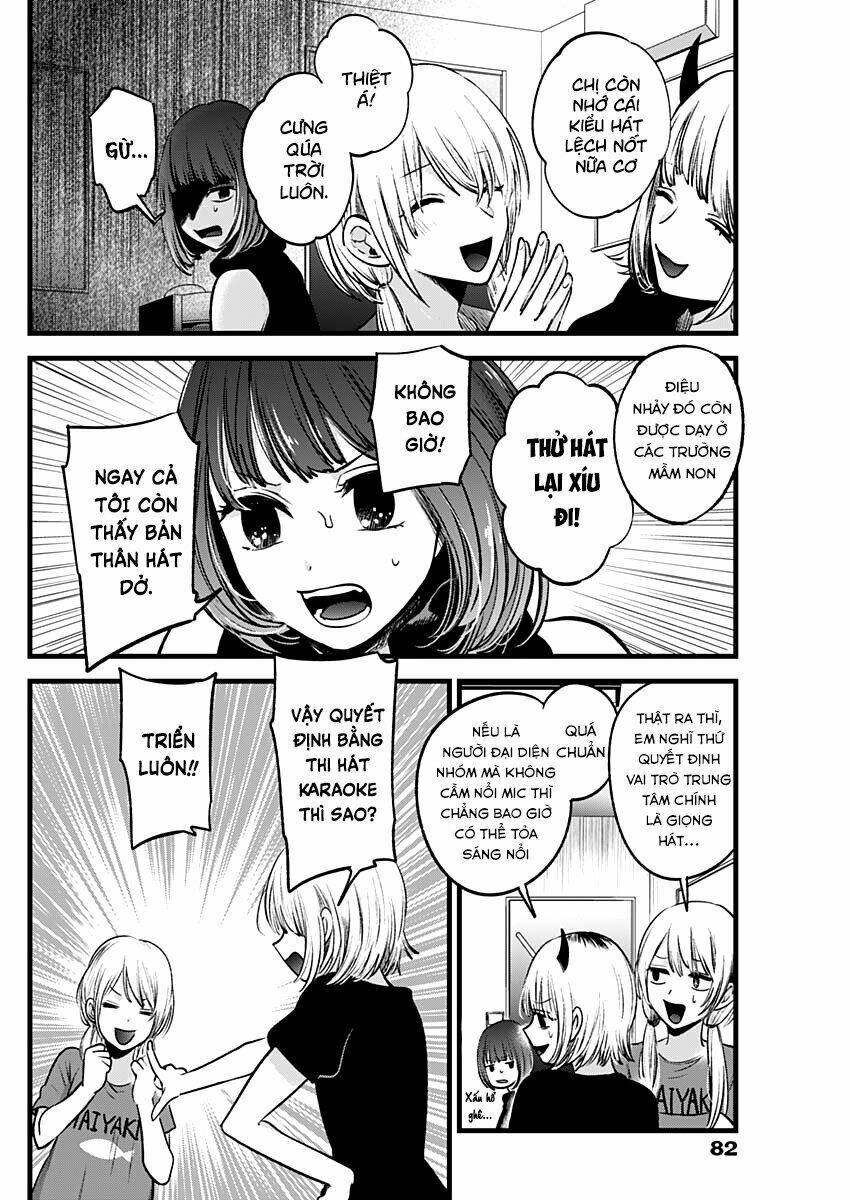 CHỊ CÒN
NHỚ CÁI
KIỂU HÁT
LỆCH NỐT
NỮA CƠ
THIỆT
Á!
CƯNG
QÚA
TRỜI
LUÔN.
GỪ...
ĐIỆU
NHẢY ĐÓ CÒN
ĐƯỢC DẠY Ở
CÁC TRƯỜNG
MẦM NON
THỬ HÁT
LẠI XÍU
ĐI!
KHÔNG
BAO
GIỜ!
NGAY CẢ
TÔI CÒN
THẤY BẢN
THÂN HÁT
DỞ.
THẬT RA THÌ,
EM NGHĨ THỨ
QUYẾT ĐỊNH
VAI TRÒ TRUNG
TÂM CHÍNH
LÀ GIỌNG
HÁT...
QUÁ
CHUẨN
NẾU LÀ
NGƯỜI ĐẠI DIỆN
NHÓM MÀ KHÔNG
CẦM NỔI MIC THÌ
CHẲNG BAO GIỜ
CÓ THỂ TỎA
SÁNG NỔI
Xấu hổ
ghê...
AIYAK
VẬY QUYẾT
ĐỊNH BẰNG
THI HÁT
KARAOKE
THÌ SAO?
TRIỂN
LUÔN!!
AIYAK
82